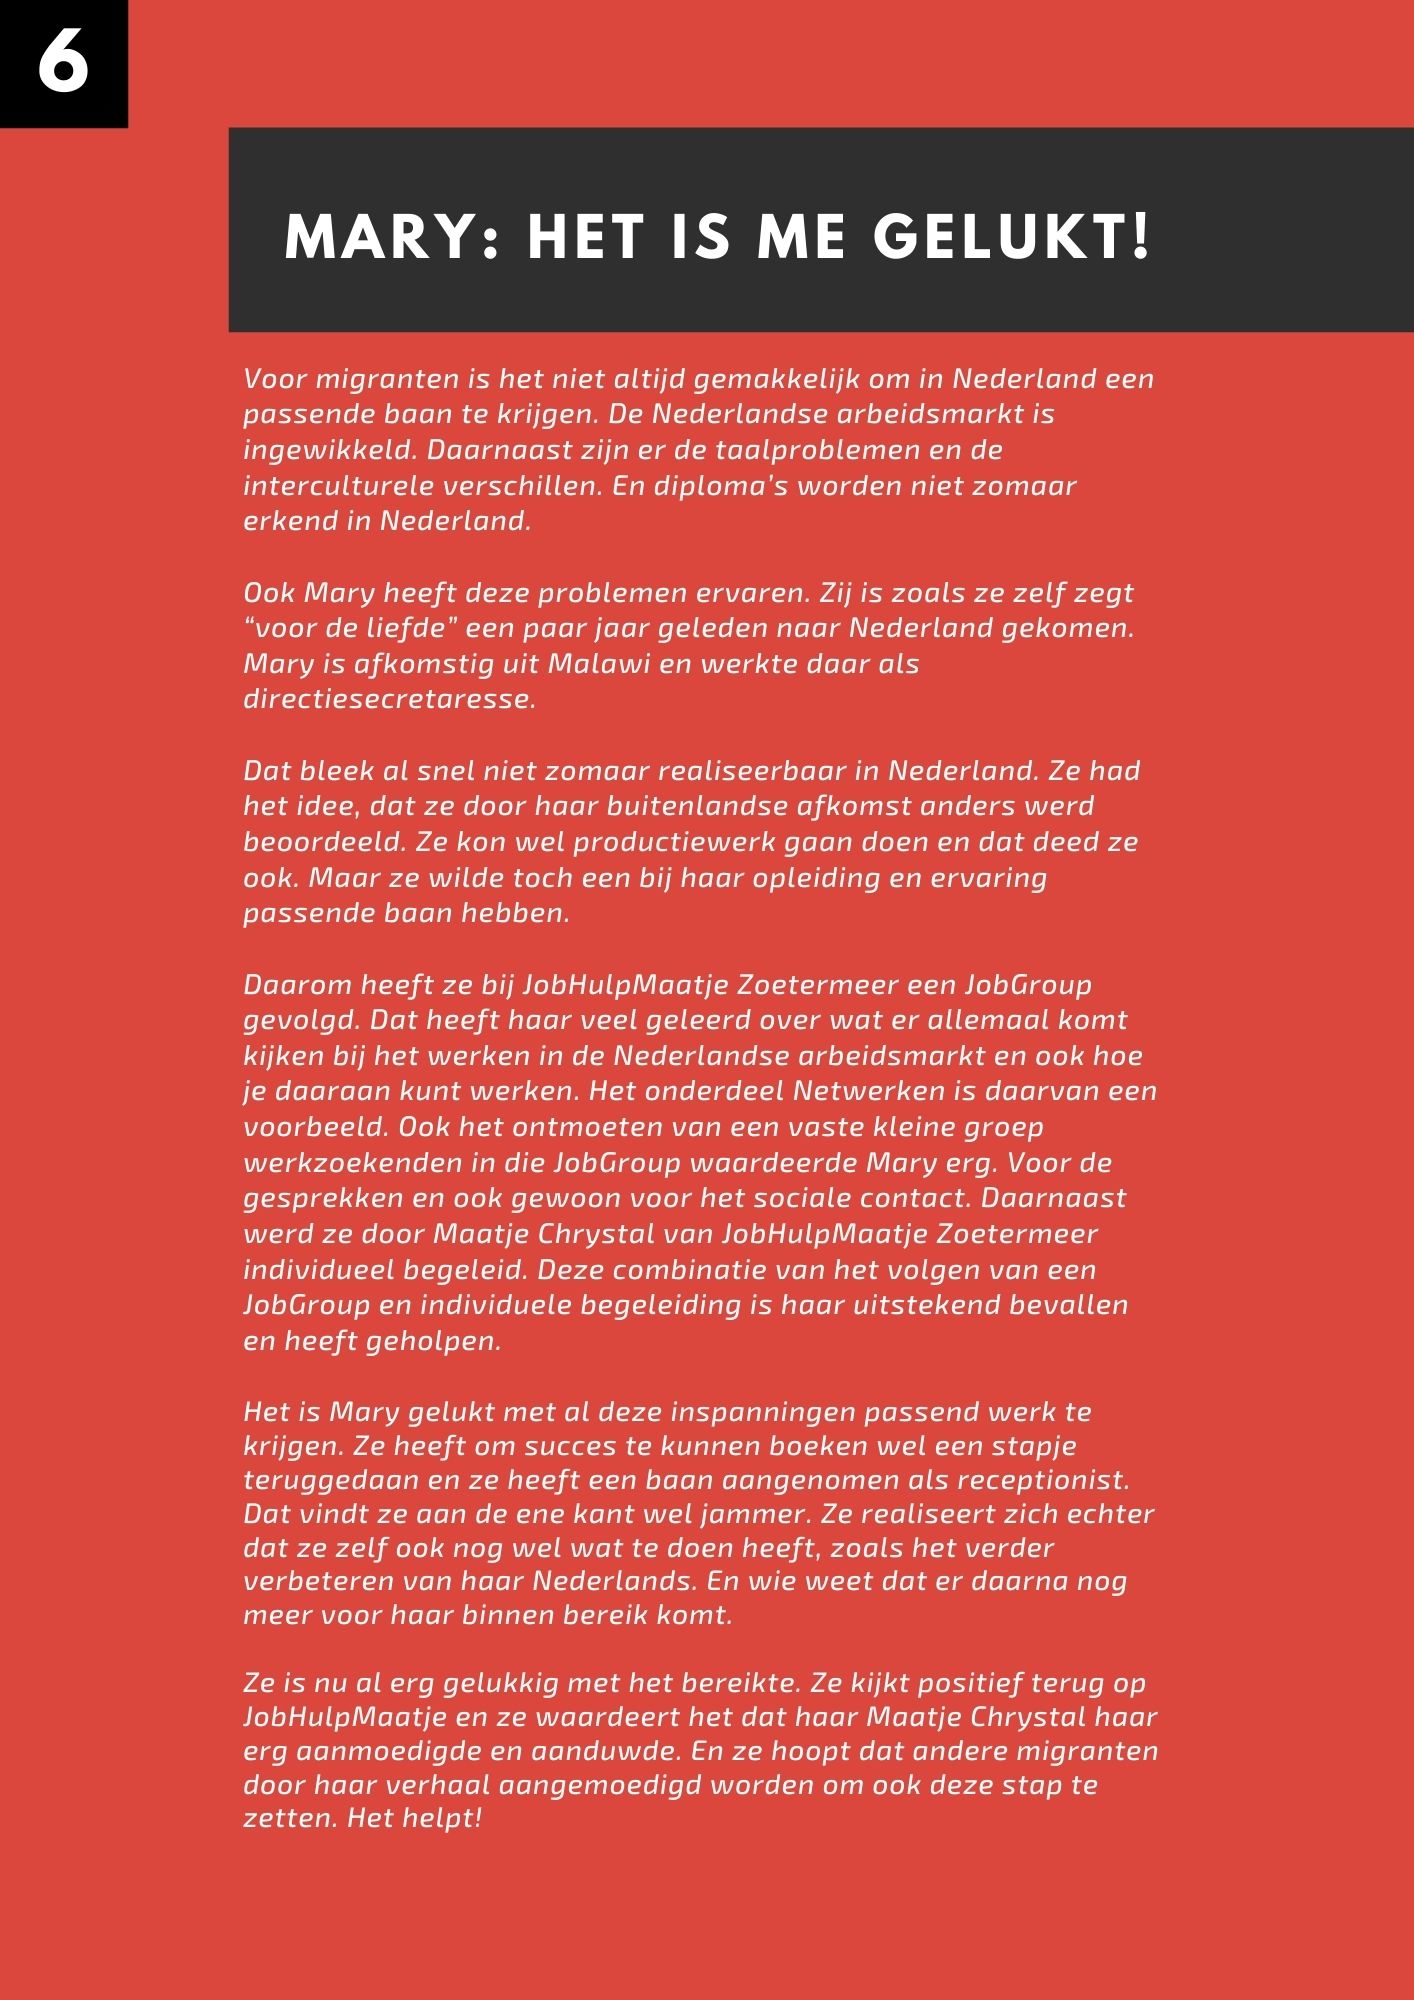 6
MARY: HET IS ME GELUKT!
Voor migranten is het niet altijd gemakkelijk om in Nederland een
passende baan te krijgen. De Nederlandse arbeidsmarkt is
ingewikkeld. Daarnaast zijn er de taalproblemen en de
interculturele verschillen. En diploma’s worden niet zomaar
erkend in Nederland.
Ook Mary heeft deze problemen ervaren. Zij is zoals ze zelf zegt
“voor de liefde” een paar jaar geleden naar Nederland gekomen.
Mary is afkomstig uit Malawi en werkte daar als
directiesecretaresse.
Dat bleek al snel niet zomaar realiseerbaar in Nederland. Ze had
het idee, dat ze door haar buitenlandse afkomst anders werd
beoordeeld. Ze kon wel productiewerk gaan doen en dat deed ze
ook. Maar ze wilde toch een bij haar opleiding en ervaring
passende baan hebben.
Daarom heeft ze bij JobHulpMaatje Zoetermeer een JobGroup
gevolgd. Dat heeft haar veel geleerd over wat er allemaal komt
kijken bij het werken in de Nederlandse arbeidsmarkt en ook hoe
je daaraan kunt werken. Het onderdeel Netwerken is daarvan een
voorbeeld. Ook het ontmoeten van een vaste kleine groep
werkzoekenden in die JobGroup waardeerde Mary erg. Voor de
gesprekken en ook gewoon voor het sociale contact. Daarnaast
werd ze door Maatje Chrystal van JobHulpMaatje Zoetermeer
individueel begeleid. Deze combinatie van het volgen van een
JobGroup en individuele begeleiding is haar uitstekend bevallen
en heeft geholpen.
Het is Mary gelukt met al deze inspanningen passend werk te
krijgen. Ze heeft om succes te kunnen boeken wel een stapje
teruggedaan en ze heeft een baan aangenomen als receptionist.
Dat vindt ze aan de ene kant wel jammer. Ze realiseert zich echter
dat ze zelf ook nog wel wat te doen heeft, zoals het verder
verbeteren van haar Nederlands. En wie weet dat er daarna nog
meer voor haar binnen bereik komt.
Ze is nu al erg gelukkig met het bereikte. Ze kijkt positief terug op
JobHulpMaatje en ze waardeert het dat haar Maatje Chrystal haar
erg aanmoedigde en aanduwde. En ze hoopt dat andere migranten
door haar verhaal aangemoedigd worden om ook deze stap te
zetten. Het helpt!